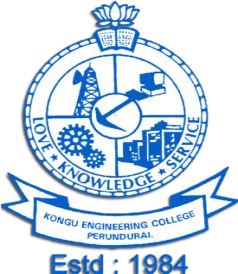 LOVE ★ KNOWLEDGE ★ SERVICE
KONGU ENGINEERING COLLEGE
PERUNDURAI.
Estd : 1984